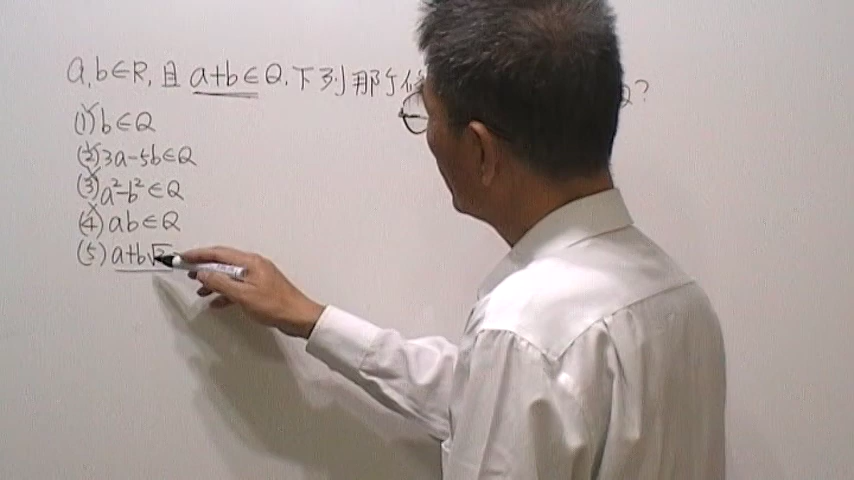 a,b∈R,且 a+b∈Q.下列那个 Q?
(1) b∈Q
(2) 3a-5b∈Q
(3) a²-b²∈Q
(4) ab∈Q
(5) a+b√